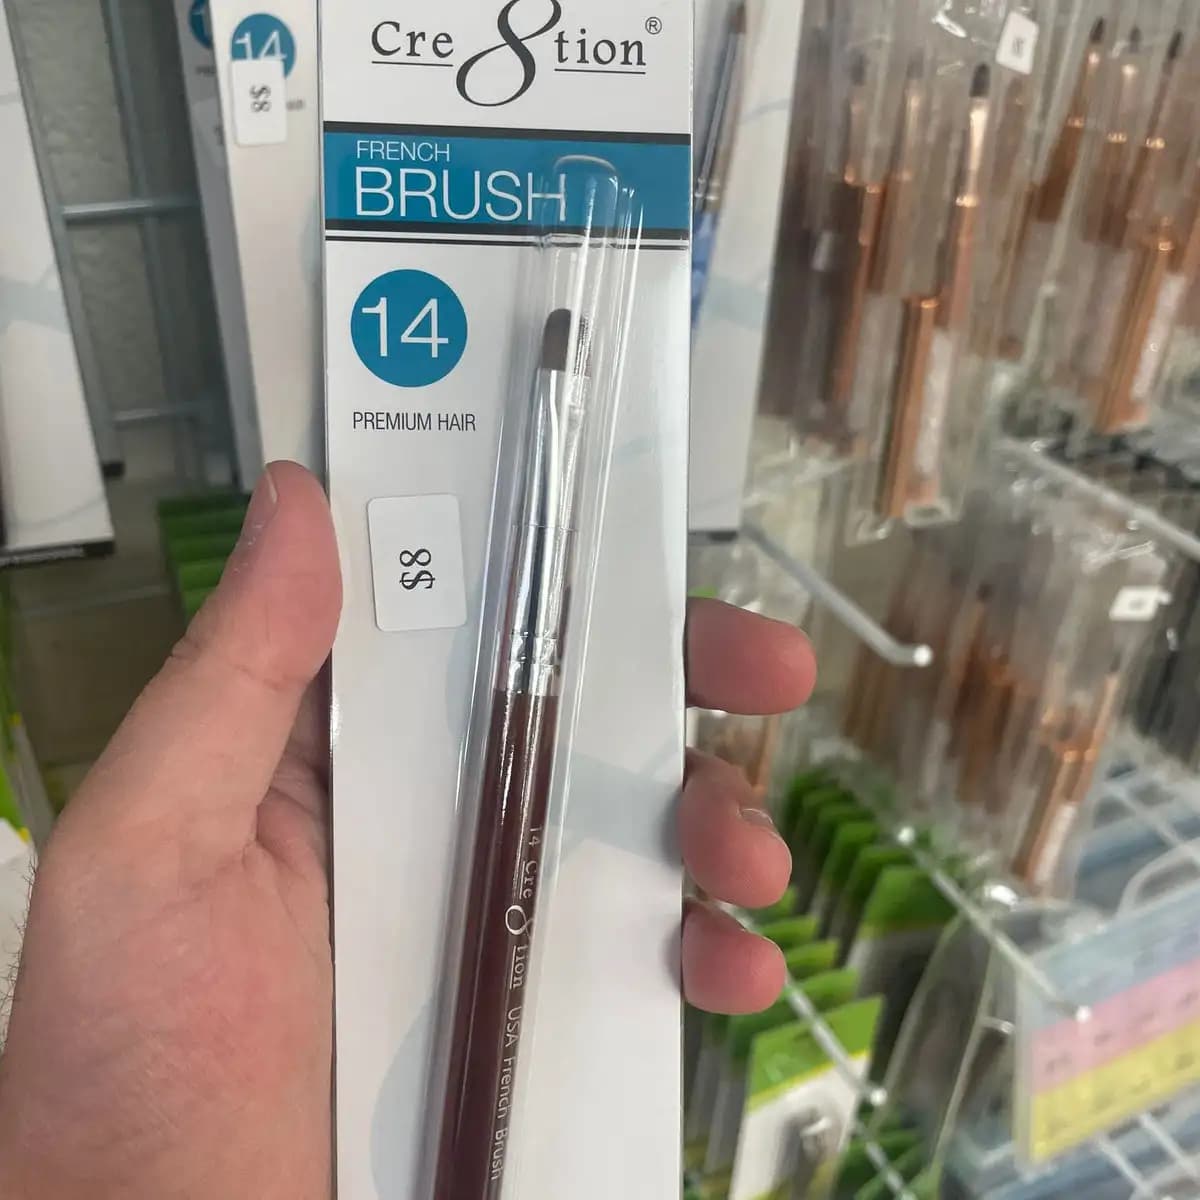 Cre8tion®
FRENCH
BRUSH
14
PREMIUM HAIR
$8
14 Cre8tion USA French Brush
14
$8